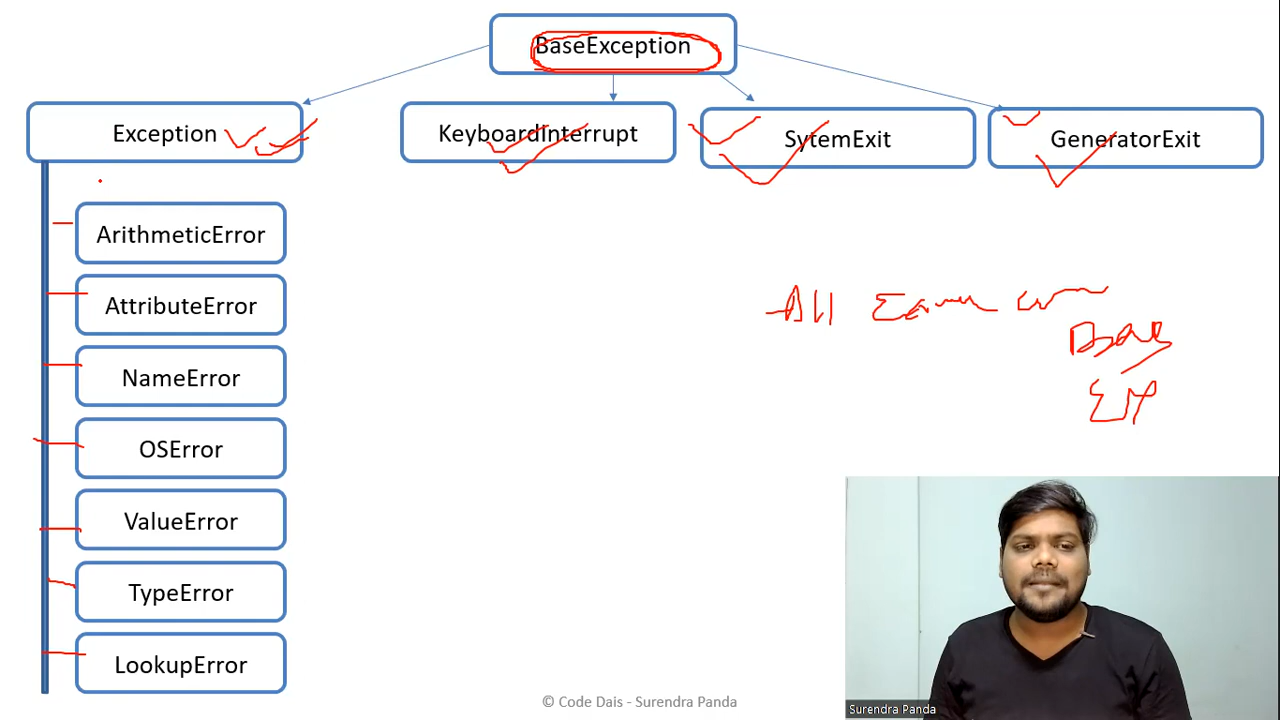 BaseException
Exception
KeyboardInterrupt
SytemExit
GeneratorExit
ArithmeticError
AttributeError
NameError
OSError
ValueError
TypeError
LookupError
All
© Code Dais - Surendra Panda
Surendra Panda